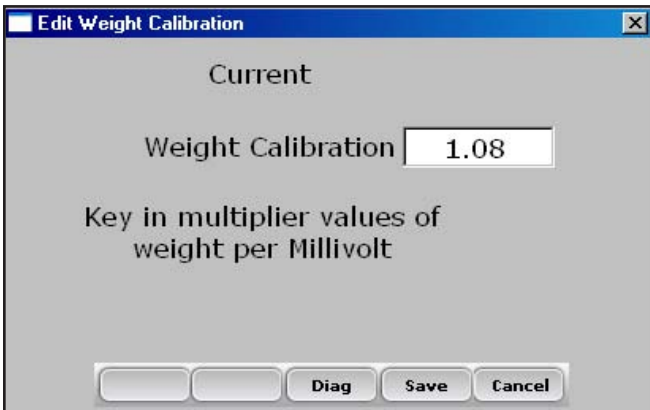 Edit Weight Calibration
Current
Weight Calibration 1.08
Key in multiplier values of
weight per Millivolt
Diag Save Cancel